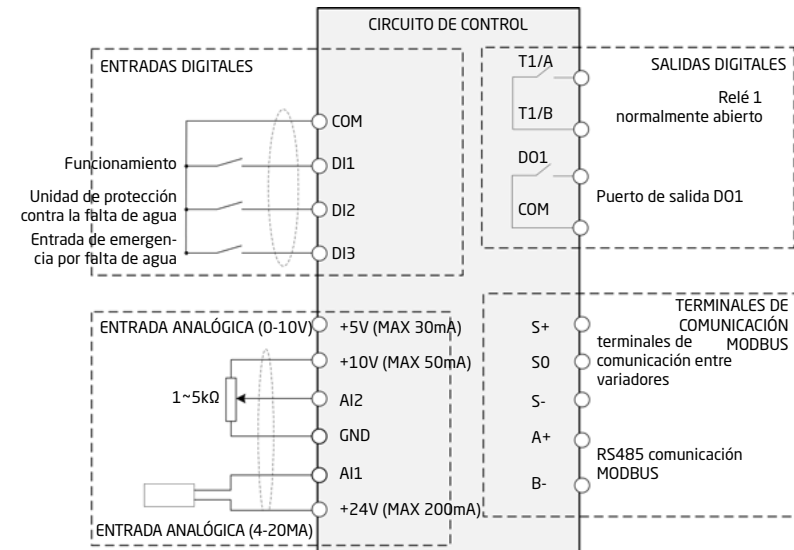 CIRCUITO DE CONTROL
ENTRADAS DIGITALES
COM
Funcionamiento
DI1
Unidad de protección
contra la falta de agua
DI2
Entrada de emergen-
cia por falta de agua
DI3
T1/A
SALIDAS DIGITALES
Relé 1
normalmente abierto
T1/B
DO1
Puerto de salida DO1
COM
ENTRADA ANALÓGICA (0-10V)
+5V (MAX 30mA)
+10V (MAX 50mA)
1~5kΩ
AI2
GND
AI1
+24V (MAX 200mA)
ENTRADA ANALÓGICA (4-20MA)
TERMINALES DE
COMUNICACIÓN
MODBUS
S+
terminales de
comunicación entre
variadores
S0
S-
A+
RS485 comunicación
MODBUS
B-